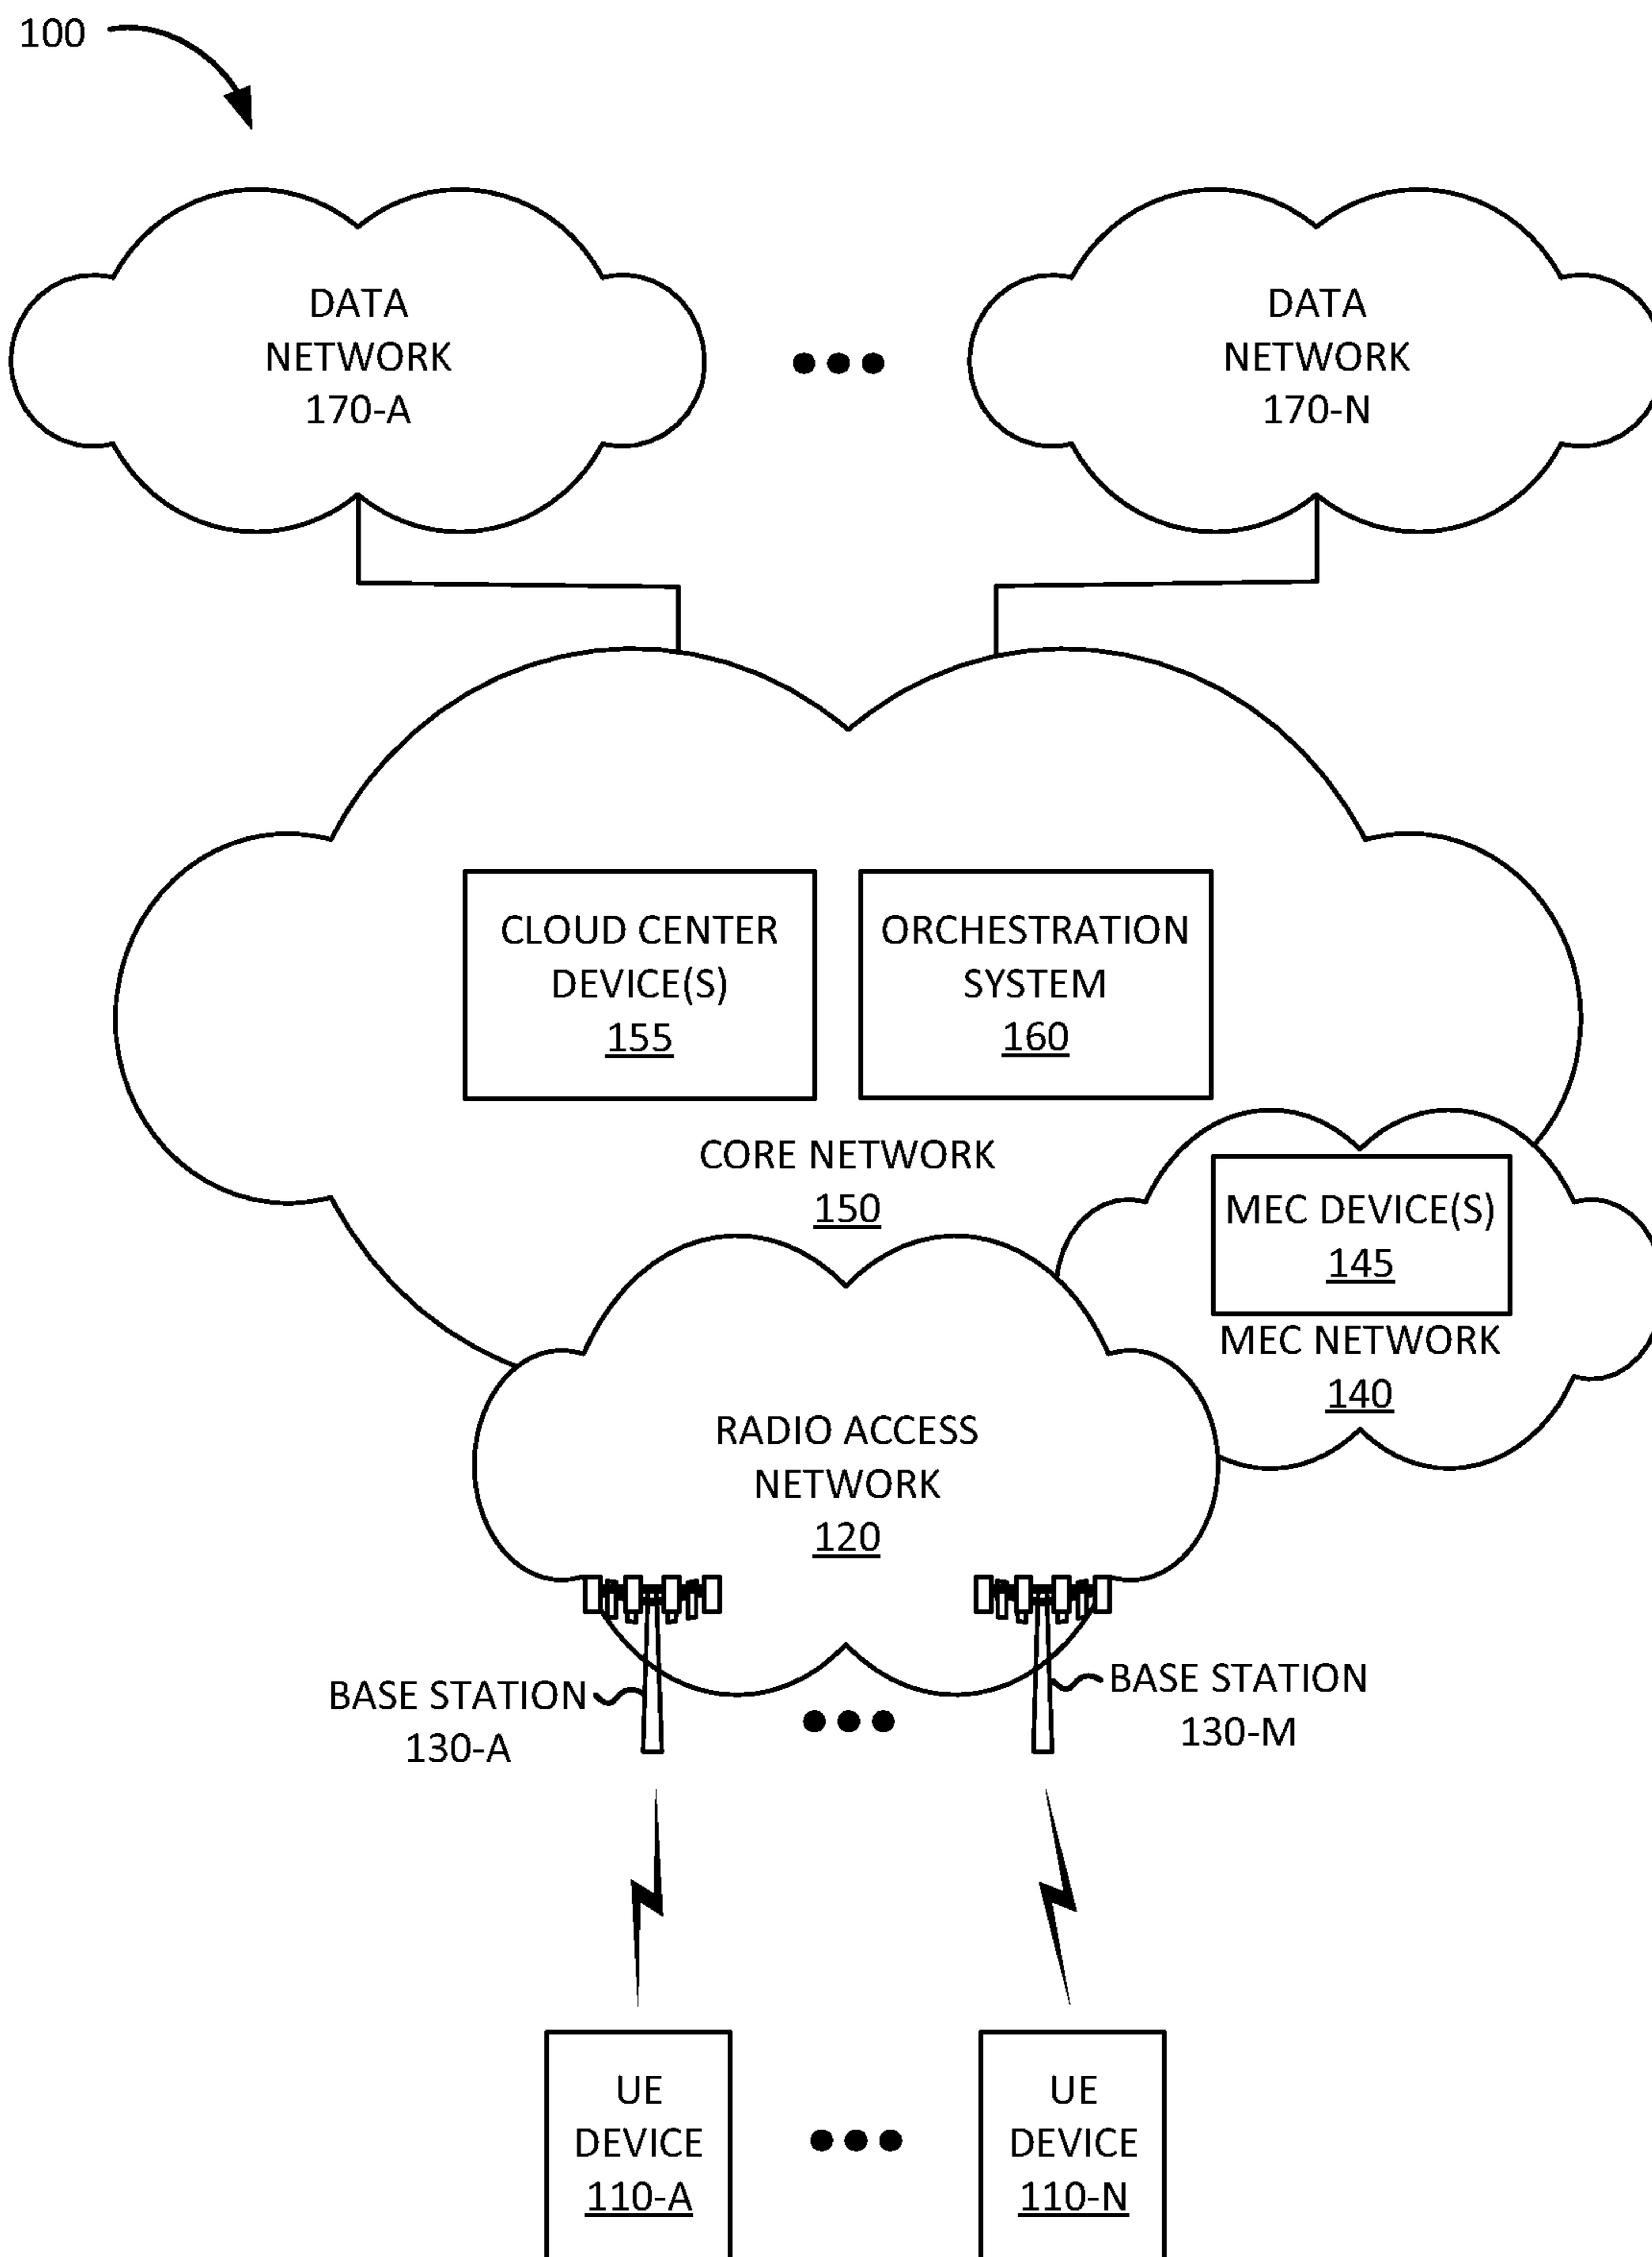 100
DATA
NETWORK
170-A
DATA
NETWORK
170-N
CLOUD CENTER
DEVICE(S)
155
ORCHESTRATION
SYSTEM
160
CORE NETWORK
150
MEC DEVICE(S)
145
MEC NETWORK
140
RADIO ACCESS
NETWORK
120
BASE STATION
130-A
BASE STATION
130-M
UE
DEVICE
110-A
UE
DEVICE
110-N